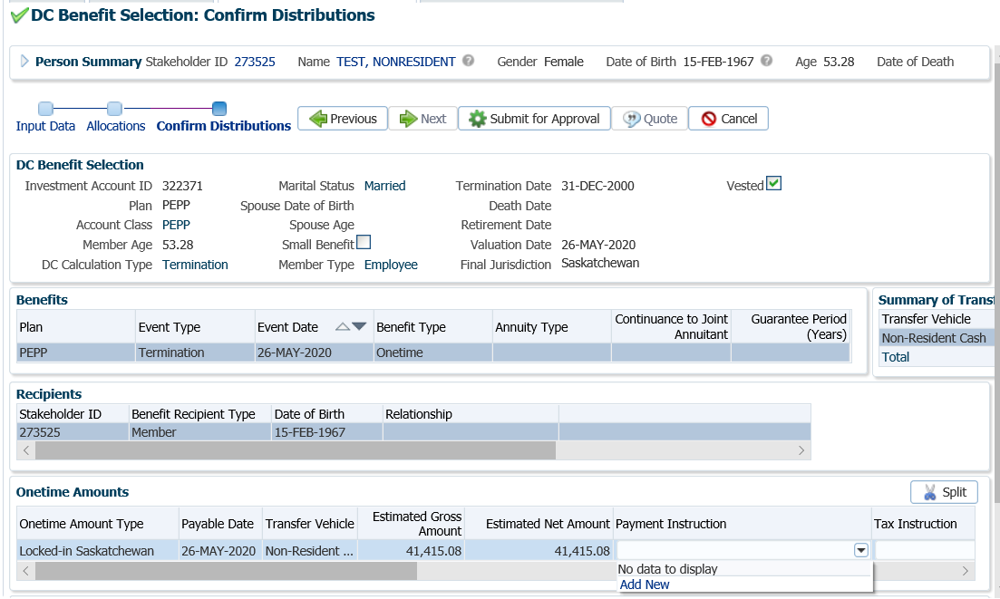 DC Benefit Selection: Confirm Distributions
Person Summary Stakeholder ID 273525 Name TEST, NONRESIDENT Gender Female Date of Birth 15-FEB-1967 Age 53.28 Date of Death
Input Data Allocations Confirm Distributions Previous Next Submit for Approval Quote Cancel
DC Benefit Selection
Investment Account ID 322371 Marital Status Married Termination Date 31-DEC-2000 Vested
Plan PEPP Spouse Date of Birth Death Date
Account Class PEPP Spouse Age Retirement Date
Member Age 53.28 Small Benefit Valuation Date 26-MAY-2020
DC Calculation Type Termination Member Type Employee Final Jurisdiction Saskatchewan
Benefits
Plan Event Type Event Date Benefit Type Annuity Type Continuance to Joint Annuitant Guarantee Period (Years)
PEPP Termination 26-MAY-2020 Onetime
Summary of Transf
Transfer Vehicle
Non-Resident Cash
Total
Recipients
Stakeholder ID Benefit Recipient Type Date of Birth Relationship
273525 Member 15-FEB-1967
Onetime Amounts Split
Onetime Amount Type Payable Date Transfer Vehicle Estimated Gross Amount Estimated Net Amount Payment Instruction Tax Instruction
Locked-in Saskatchewan 26-MAY-2020 Non-Resident ... 41,415.08 41,415.08
No data to display
Add New